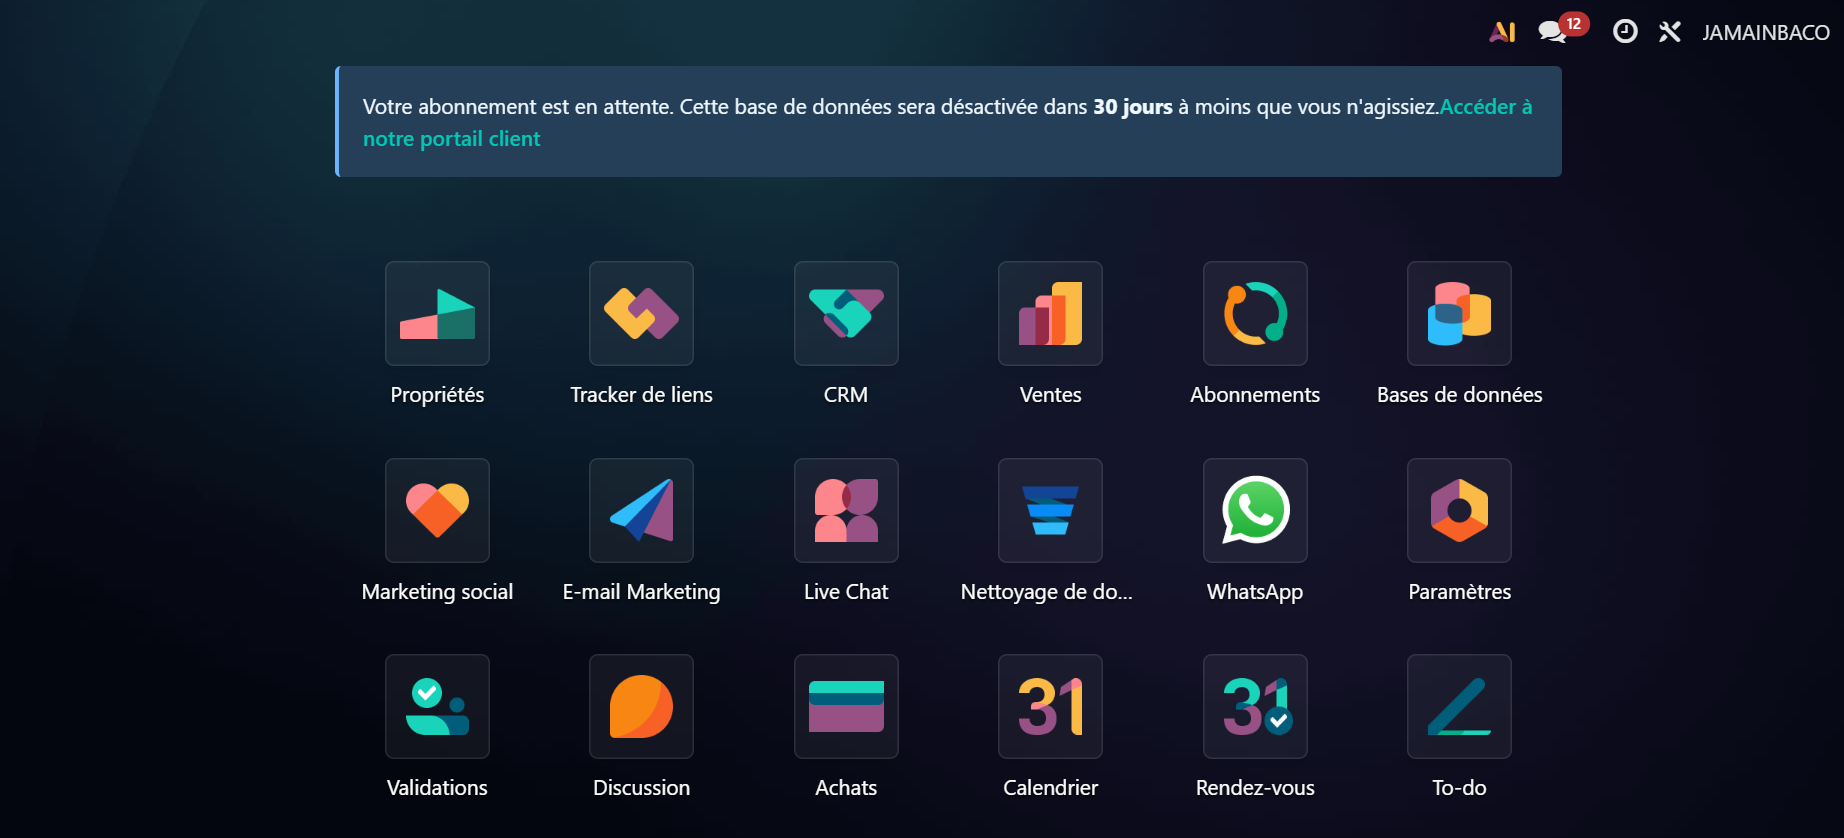 AI
12
JAMAINBACO
Votre abonnement est en attente. Cette base de données sera désactivée dans 30 jours à moins que vous n'agissiez.Accéder à
notre portail client
Propriétés
Tracker de liens
CRM
Ventes
Abonnements
Bases de données
Marketing social
E-mail Marketing
Live Chat
Nettoyage de do...
WhatsApp
Paramètres
31
31
Validations
Discussion
Achats
Calendrier
Rendez-vous
To-do